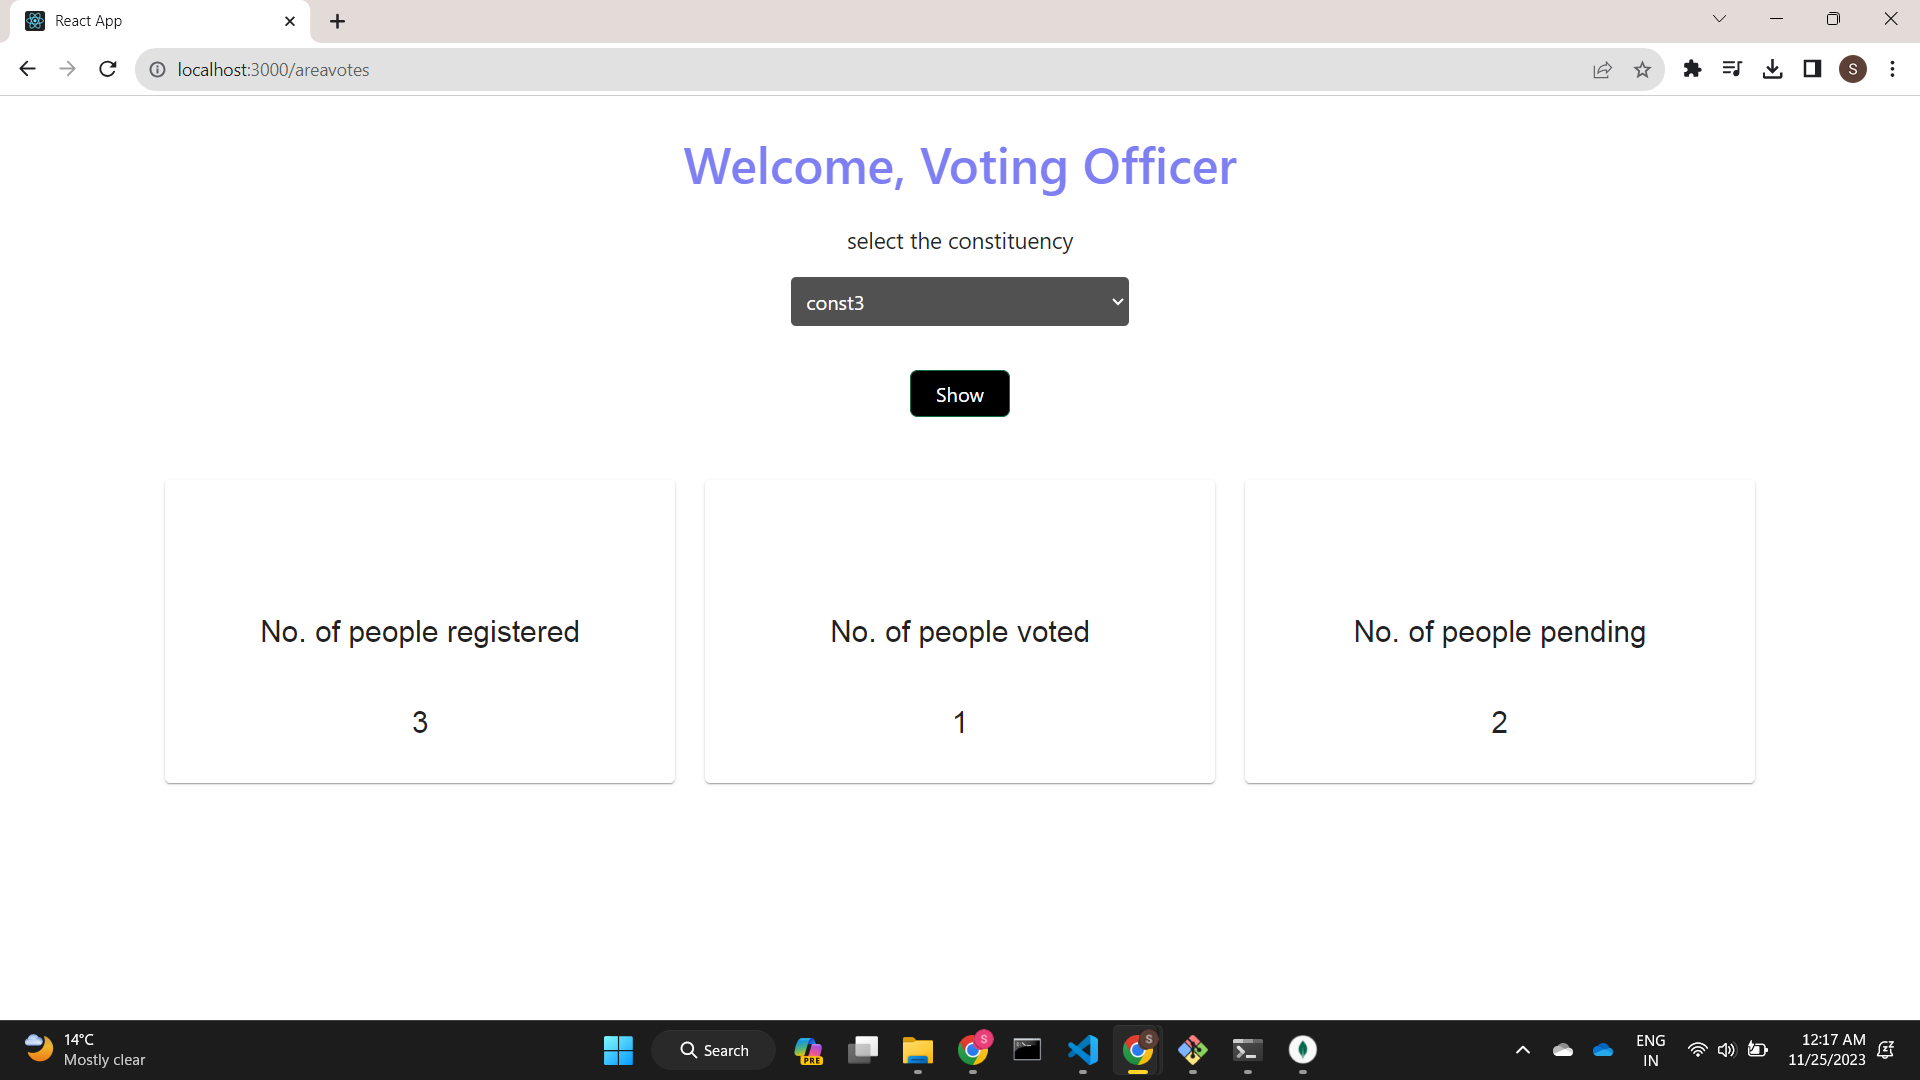 React App
localhost:3000/areavotes
S
Welcome, Voting Officer
select the constituency
const3
Show
No. of people registered
3
No. of people voted
1
No. of people pending
2
14°C
Mostly clear
Search
PRE
S
S
ENG
IN
12:17 AM
11/25/2023